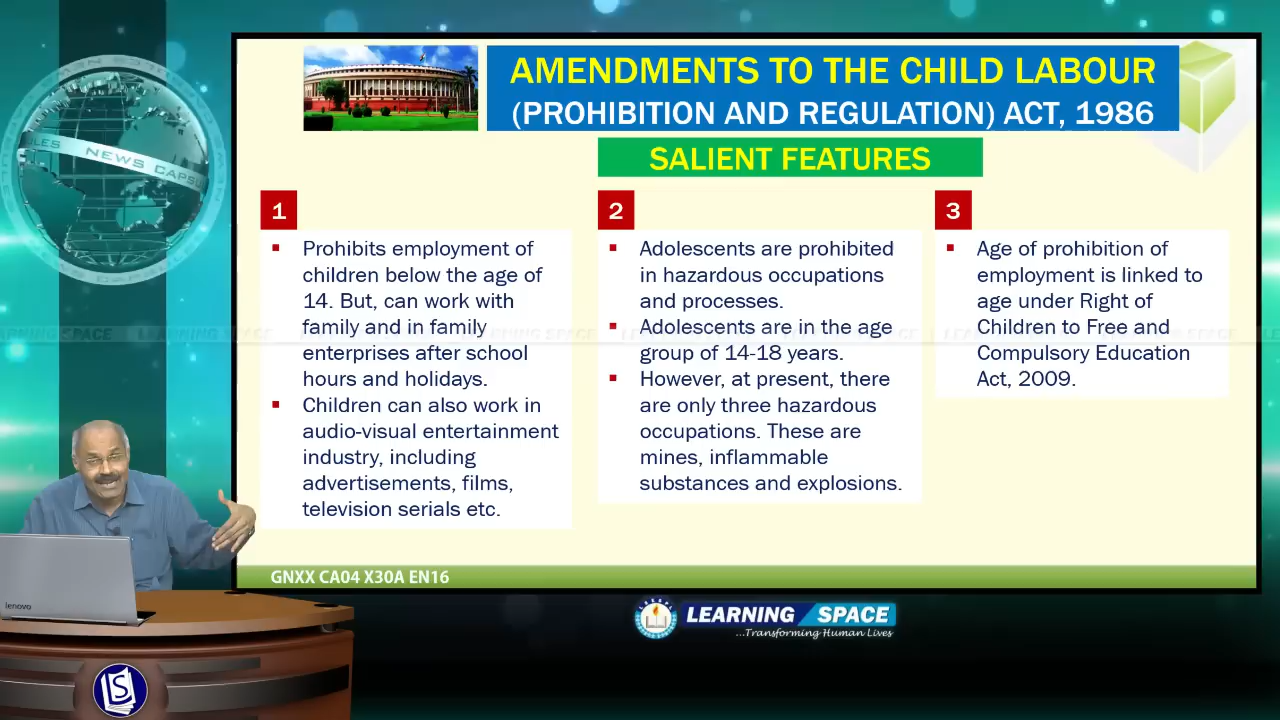 AMENDMENTS TO THE CHILD LABOUR
(PROHIBITION AND REGULATION) ACT, 1986
SALIENT FEATURES
1
Prohibits employment of
children below the age of
14. But, can work with
family and in family
enterprises after school
hours and holidays.
Children can also work in
audio-visual entertainment
industry, including
advertisements, films,
television serials etc.
2
Adolescents are prohibited
in hazardous occupations
and processes.
Adolescents are in the age
group of 14-18 years.
However, at present, there
are only three hazardous
occupations. These are
mines, inflammable
substances and explosions.
3
Age of prohibition of
employment is linked to
age under Right of
Children to Free and
Compulsory Education
Act, 2009.
NEWS CAPSU
LEARNING SPACE
GNXX CA04 X30A EN16
LEARNING SPACE
...Transforming Human Lives
lenovo
LS